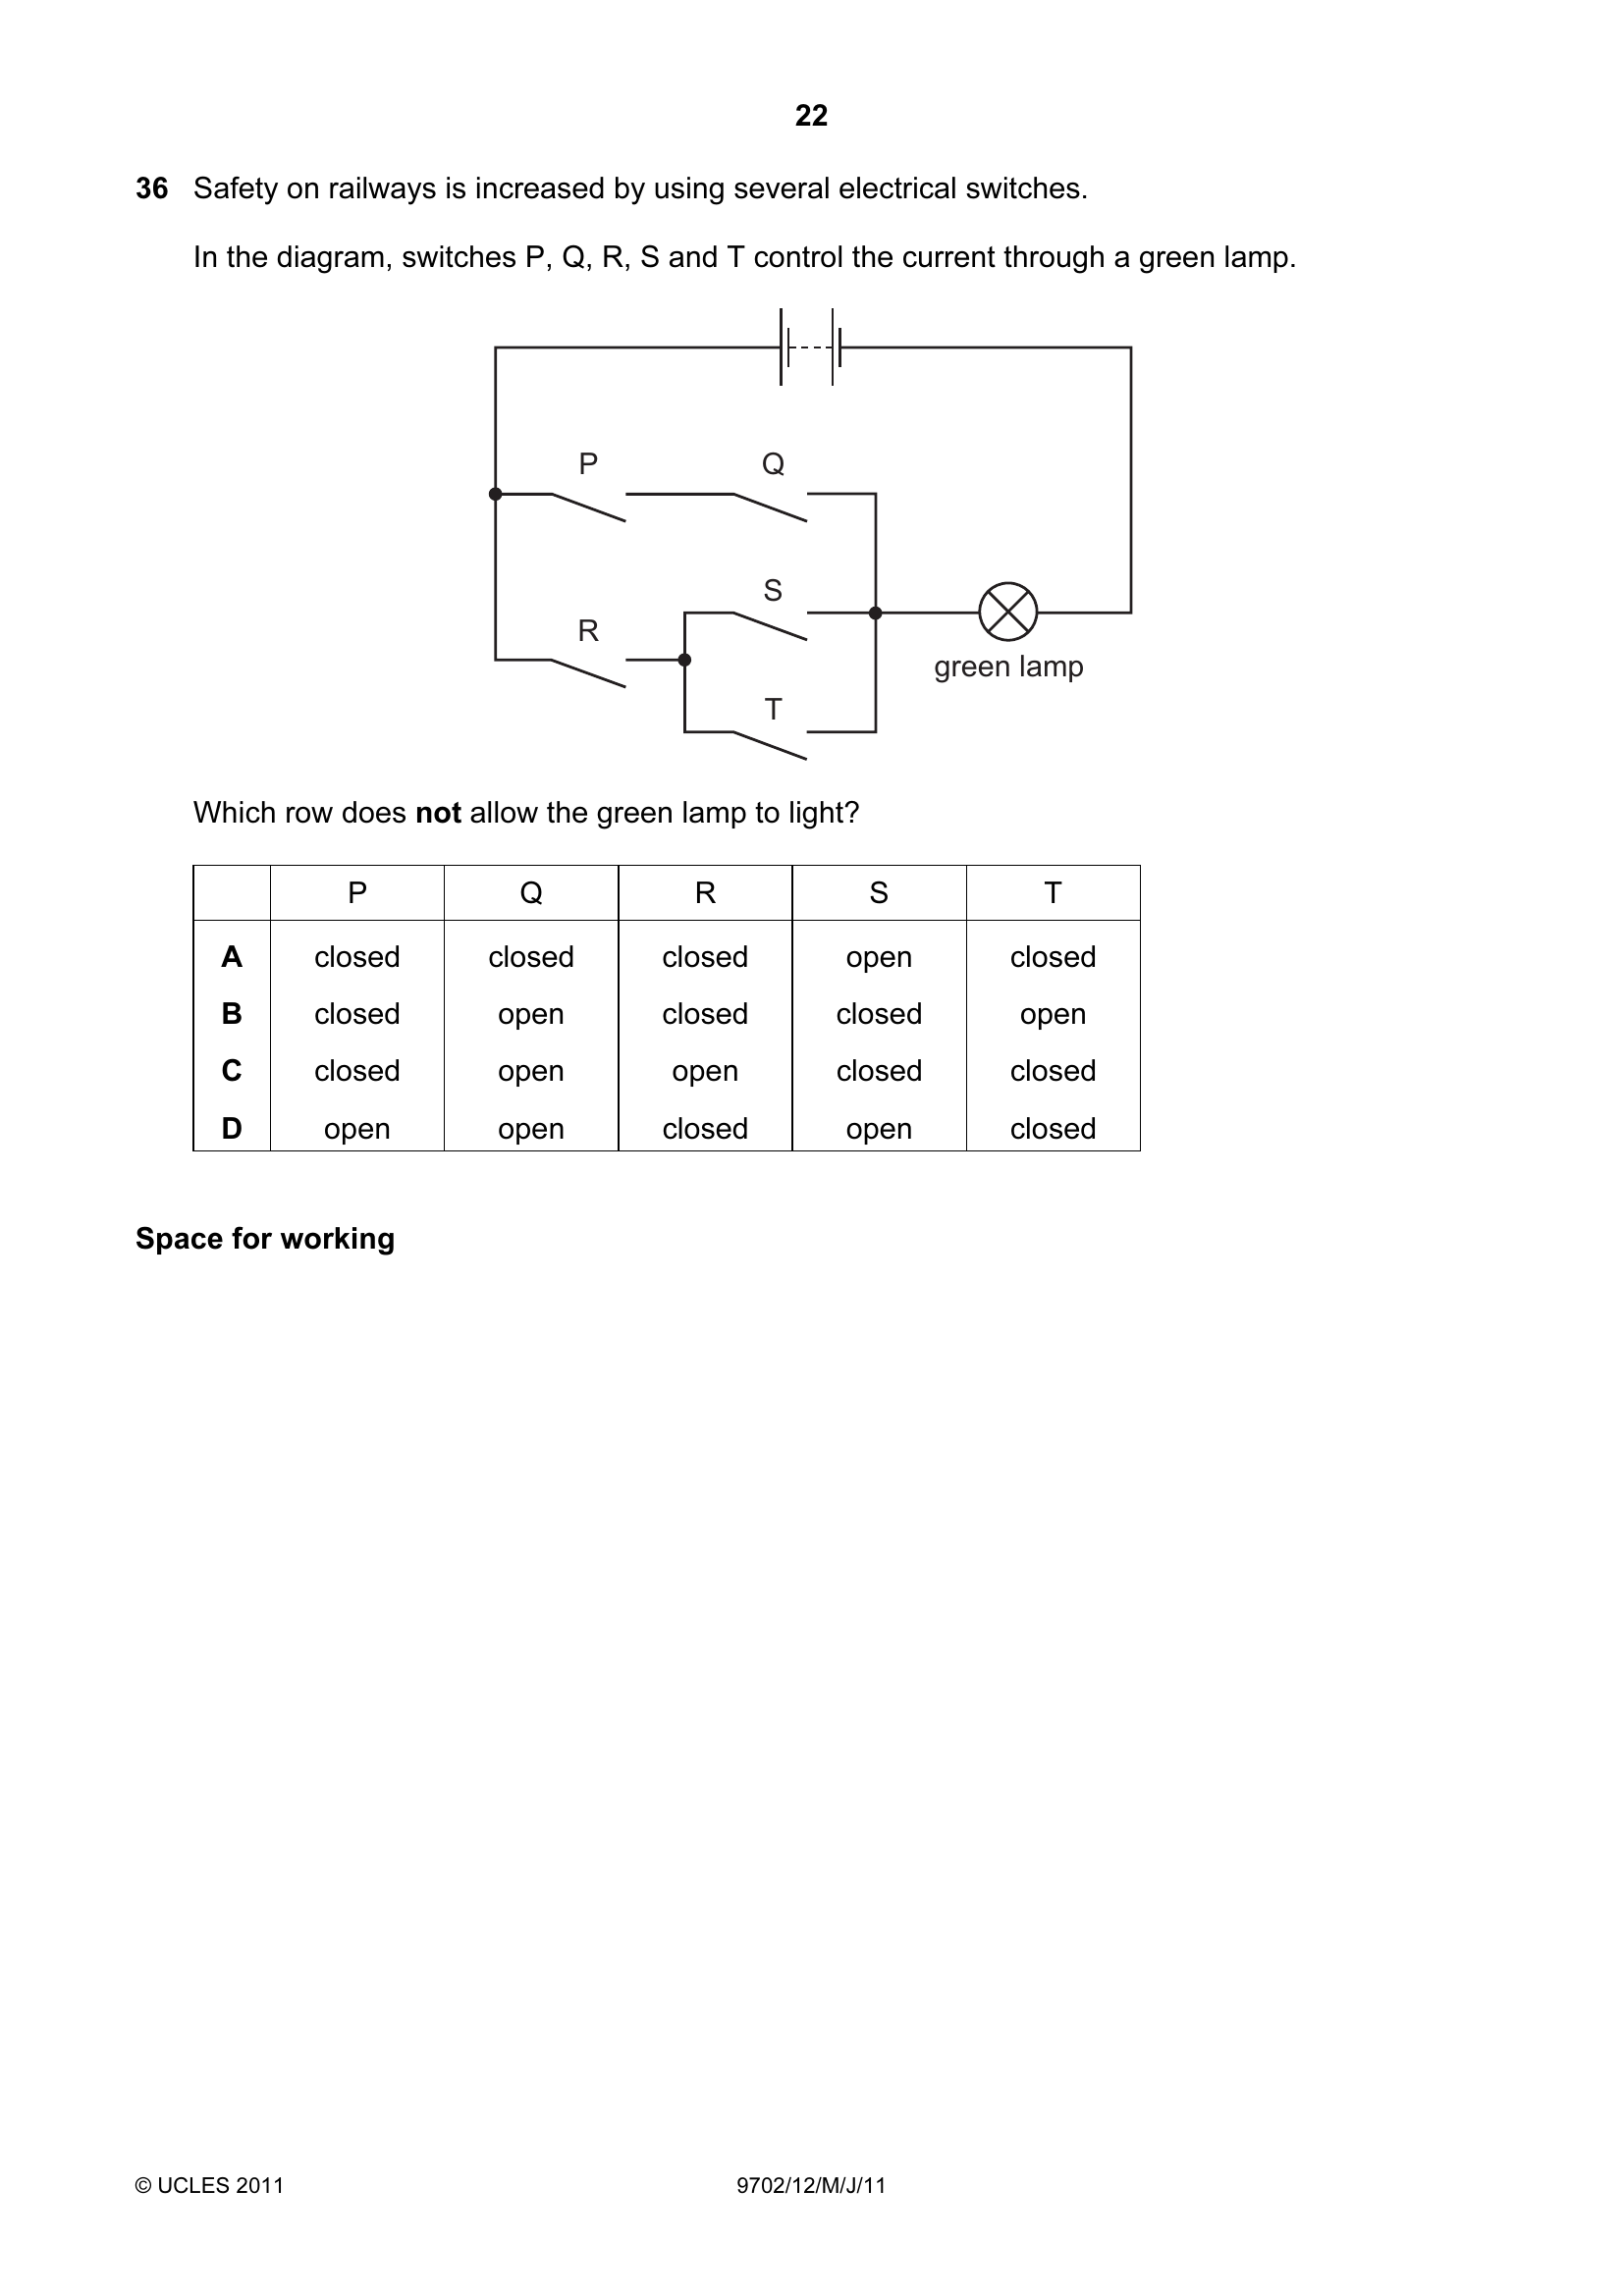 22
36 Safety on railways is increased by using several electrical switches.
In the diagram, switches P, Q, R, S and T control the current through a green lamp.
P Q
S
R
green lamp
T
Which row does not allow the green lamp to light?
P Q R S T
A closed closed closed open closed
B closed open closed closed open
C closed open open closed closed
D open open closed open closed
Space for working
© UCLES 2011 9702/12/M/J/11